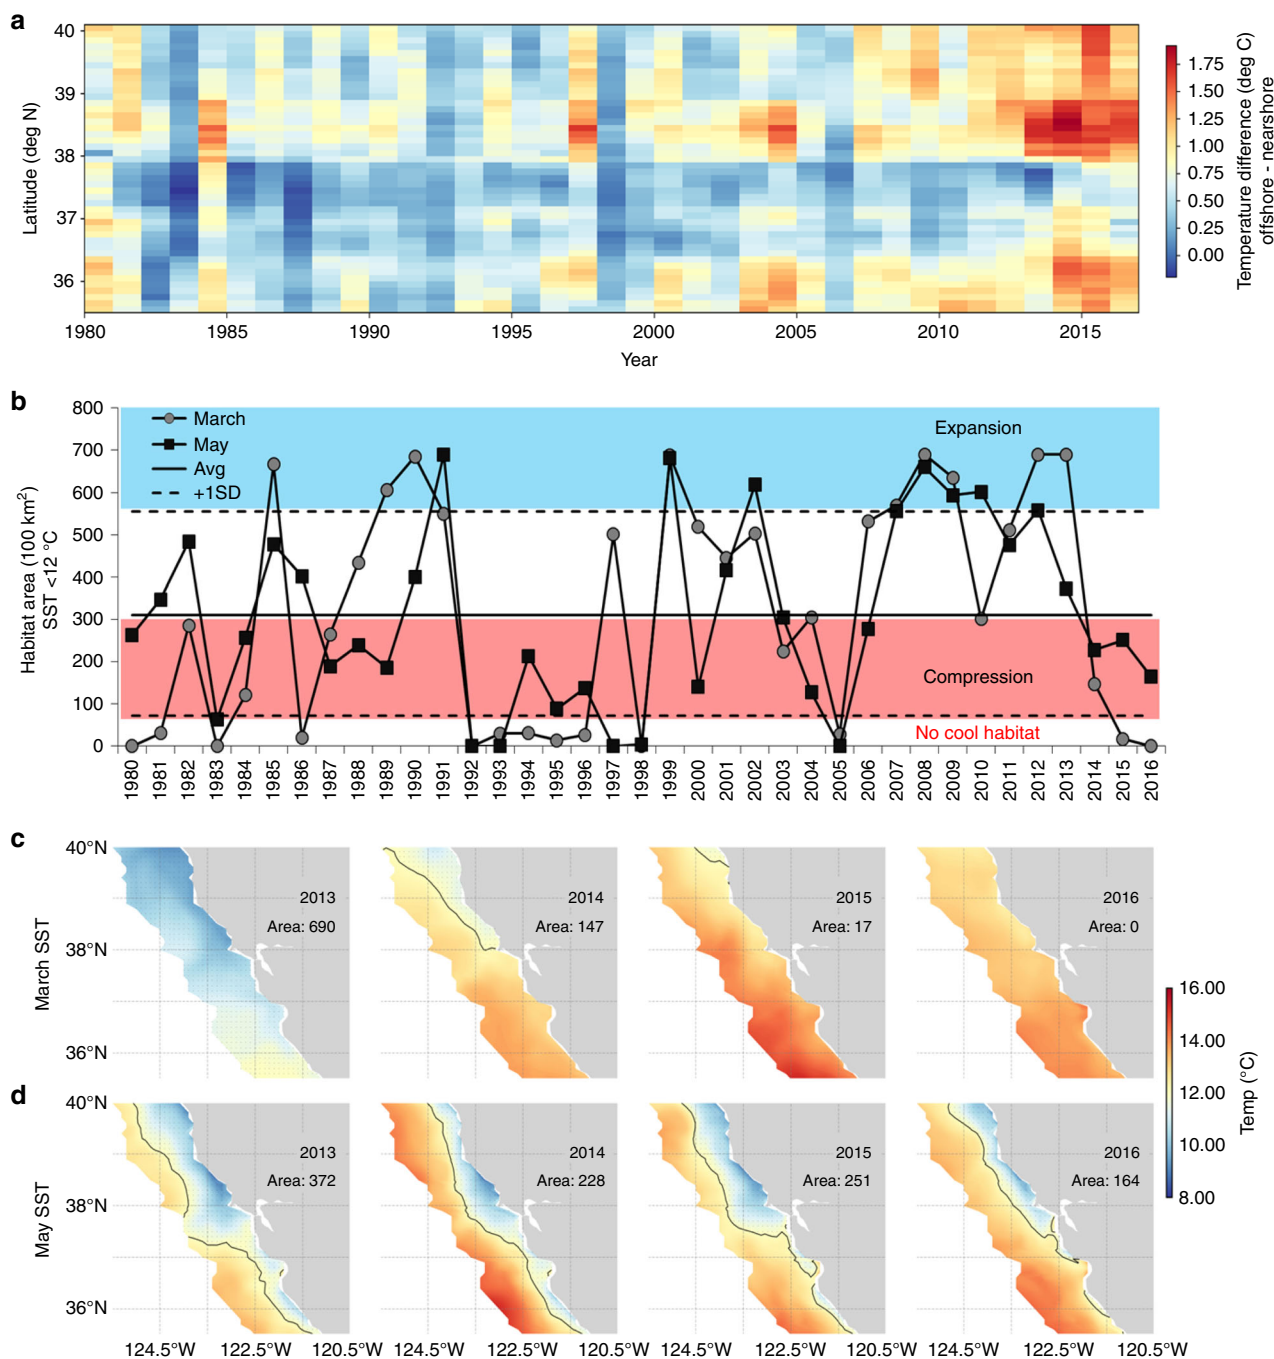 a
40
39
38
37
36
Latitude (deg N)
1980 1985 1990 1995 2000 2005 2010 2015
Year
1.75
1.50
1.25
1.00
0.75
0.50
0.25
0.00
Temperature difference (deg C)
offshore - nearshore
b
800
700
600
500
400
300
200
100
0
Habitat area (100 km²)
SST <12 °C
March
May
Avg
+1SD
Expansion
Compression
No cool habitat
1980 1981 1982 1983 1984 1985 1986 1987 1988 1989 1990 1991 1992 1993 1994 1995 1996 1997 1998 1999 2000 2001 2002 2003 2004 2005 2006 2007 2008 2009 2010 2011 2012 2013 2014 2015 2016
c
March SST
40°N
38°N
36°N
2013
Area: 690
2014
Area: 147
2015
Area: 17
2016
Area: 0
d
May SST
40°N
38°N
36°N
2013
Area: 372
2014
Area: 228
2015
Area: 251
2016
Area: 164
124.5°W 122.5°W 120.5°W 124.5°W 122.5°W 120.5°W 124.5°W 122.5°W 120.5°W 124.5°W 122.5°W 120.5°W
16.00
14.00
12.00
10.00
8.00
Temp (°C)